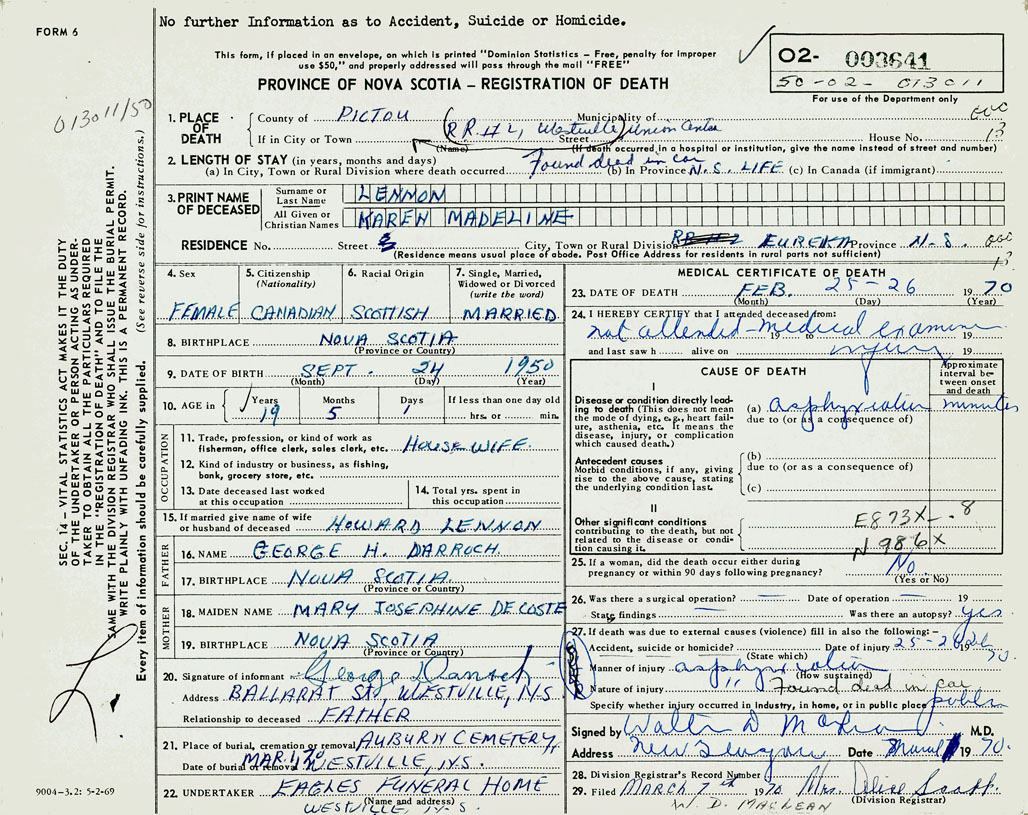 FORM 6
No further Information as to Accident, Suicide or Homicide.
This form, if placed in an envelope, on which is printed "Dominion Statistics – Free, penalty for improper
use $50," and properly addressed will pass through the mail "FREE"
PROVINCE OF NOVA SCOTIA – REGISTRATION OF DEATH
02- 003641
50-02-013011
For use of the Department only
013011/50
1. PLACE OF DEATH
County of PICTOU Municipality of
If in City or Town R R #2, Westville, Union Centre Street House No. 13
(Name) (If death occurred in a hospital or institution, give the name instead of street and number)
2. LENGTH OF STAY (in years, months and days) Found dead in car
(a) In City, Town or Rural Division where death occurred (b) In Province N.S. LIFE (c) In Canada (if immigrant)
3. PRINT NAME OF DECEASED
Surname or Last Name LENNON
All Given or Christian Names KAREN MADELINE
RESIDENCE No. Street City, Town or Rural Division EUREKA Province N.S.
(Residence means usual place of abode. Post Office Address for residents in rural parts not sufficient)
13
4. Sex FEMALE
5. Citizenship (Nationality) CANADIAN
6. Racial Origin SCOTTISH
7. Single, Married, Widowed or Divorced (write the word) MARRIED
8. BIRTHPLACE NOVA SCOTIA
(Province or Country)
9. DATE OF BIRTH SEPT. 24 1950
(Month) (Day) (Year)
10. AGE in Years 19 Months 5 Days 1 If less than one day old hrs. or min.
OCCUPATION
11. Trade, profession, or kind of work as
fisherman, office clerk, sales clerk, etc. HOUSEWIFE.
12. Kind of industry or business, as fishing,
bank, grocery store, etc.
13. Date deceased last worked
at this occupation
14. Total yrs. spent in
this occupation
15. If married give name of wife
or husband of deceased HOWARD LENNON
FATHER
16. NAME GEORGE H. DARROCH.
17. BIRTHPLACE NOVA SCOTIA.
(Province or Country)
MOTHER
18. MAIDEN NAME MARY JOSEPHINE DECOSTE
19. BIRTHPLACE NOVA SCOTIA
(Province or Country)
20. Signature of informant George Darroch
Address BALLARAT ST., WESTVILLE, N.S.
Relationship to deceased FATHER
21. Place of burial, cremation or removal AUBURN CEMETERY,
Date of burial or removal MAR. 1/70 WESTVILLE, N.S.
22. UNDERTAKER EAGLES FUNERAL HOME
(Name and address)
WESTVILLE, N.S.
MEDICAL CERTIFICATE OF DEATH
23. DATE OF DEATH FEB. 25-26 1970
(Month) (Day) (Year)
24. I HEREBY CERTIFY that I attended deceased from:
not attended - medical examiner 19 to 19
and last saw h alive on 19
CAUSE OF DEATH
Approximate interval between onset and death
I
Disease or condition directly leading to death (This does not mean the mode of dying, e.g., heart failure, asthenia, etc. It means the disease, injury, or complication which caused death.)
(a) asphyxiation minutes
due to (or as a consequence of)
Antecedent causes
Morbid conditions, if any, giving rise to the above cause, stating the underlying condition last.
(b)
due to (or as a consequence of)
(c)
II
Other significant conditions
contributing to the death, but not related to the disease or condition causing it.
E873X-.8
N 986X
25. If a woman, did the death occur either during
pregnancy or within 90 days following pregnancy? No
(Yes or No)
26. Was there a surgical operation? Date of operation 19
State findings Was there an autopsy? yes
27. If death was due to external causes (violence) fill in also the following:–
Accident, suicide or homicide? Date of injury 25-26 Feb 1970
(State which)
Manner of injury asphyxiation
(How sustained)
Nature of injury " Found dead in car
Specify whether injury occurred in Industry, in home, or in public place public
Signed by Walter D McLean M.D.
Address New Glasgow Date March 1970.
28. Division Registrar's Record Number
29. Filed MARCH 7th 1970 Mrs. Alice Scott.
(Division Registrar)
W. D. MACLEAN
SEC. 14 – VITAL STATISTICS ACT MAKES IT THE DUTY
OF THE UNDERTAKER OR PERSON ACTING AS UNDERTAKER
TO OBTAIN ALL THE PARTICULARS REQUIRED
IN THE "REGISTRATION OF DEATH" AND TO FILE THE
SAME WITH THE DIVISION REGISTRAR WHO SHALL ISSUE THE BURIAL PERMIT.
WRITE PLAINLY WITH UNFADING INK. THIS IS A PERMANENT RECORD.
Every item of information should be carefully supplied. (See reverse side for instructions.)
9004-3.2: 5-2-69